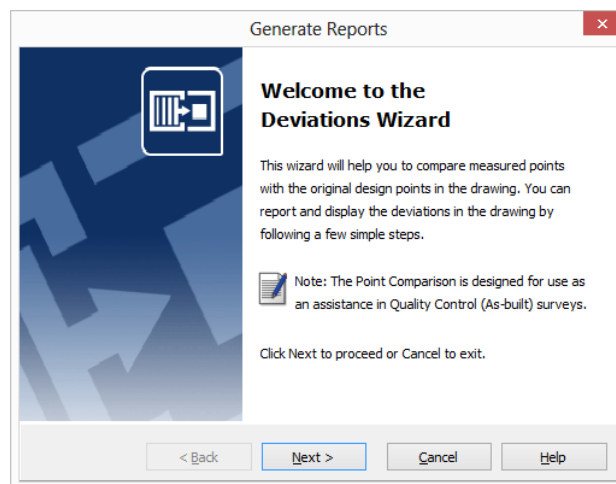 Generate Reports
Welcome to the
Deviations Wizard
This wizard will help you to compare measured points
with the original design points in the drawing. You can
report and display the deviations in the drawing by
following a few simple steps.
Note: The Point Comparison is designed for use as
an assistance in Quality Control (As-built) surveys.
Click Next to proceed or Cancel to exit.
< Back Next > Cancel Help